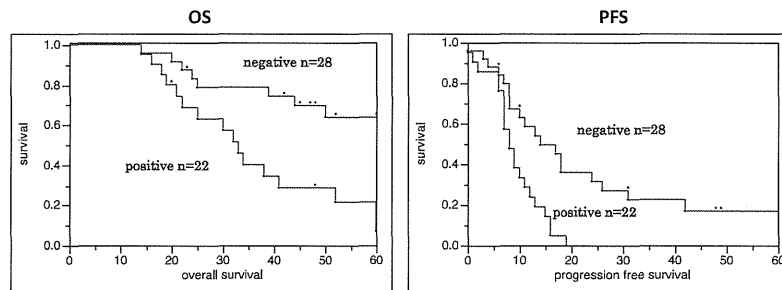 OS
PFS
1.0
0.8
0.6
0.4
0.2
0.0
survival
negative n=28
positive n=22
0
10
20
30
40
50
60
overall survival
1.0
0.8
0.6
0.4
0.2
0.0
survival
negative n=28
positive n=22
0
10
20
30
40
50
60
progression free survival